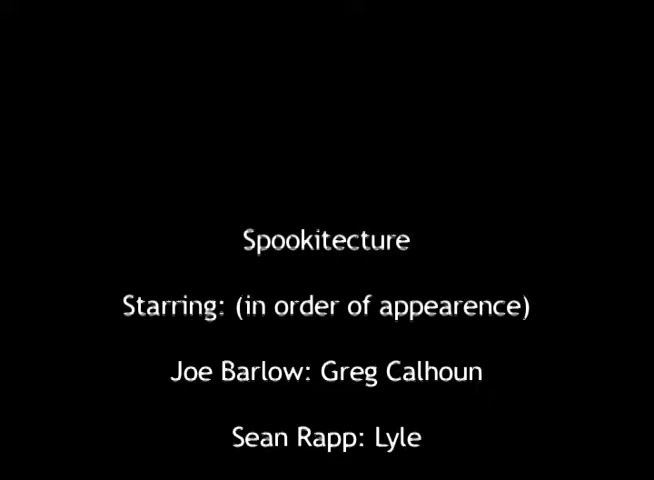 Spookitecture
Starring: (in order of appearence)
Joe Barlow: Greg Calhoun
Sean Rapp: Lyle